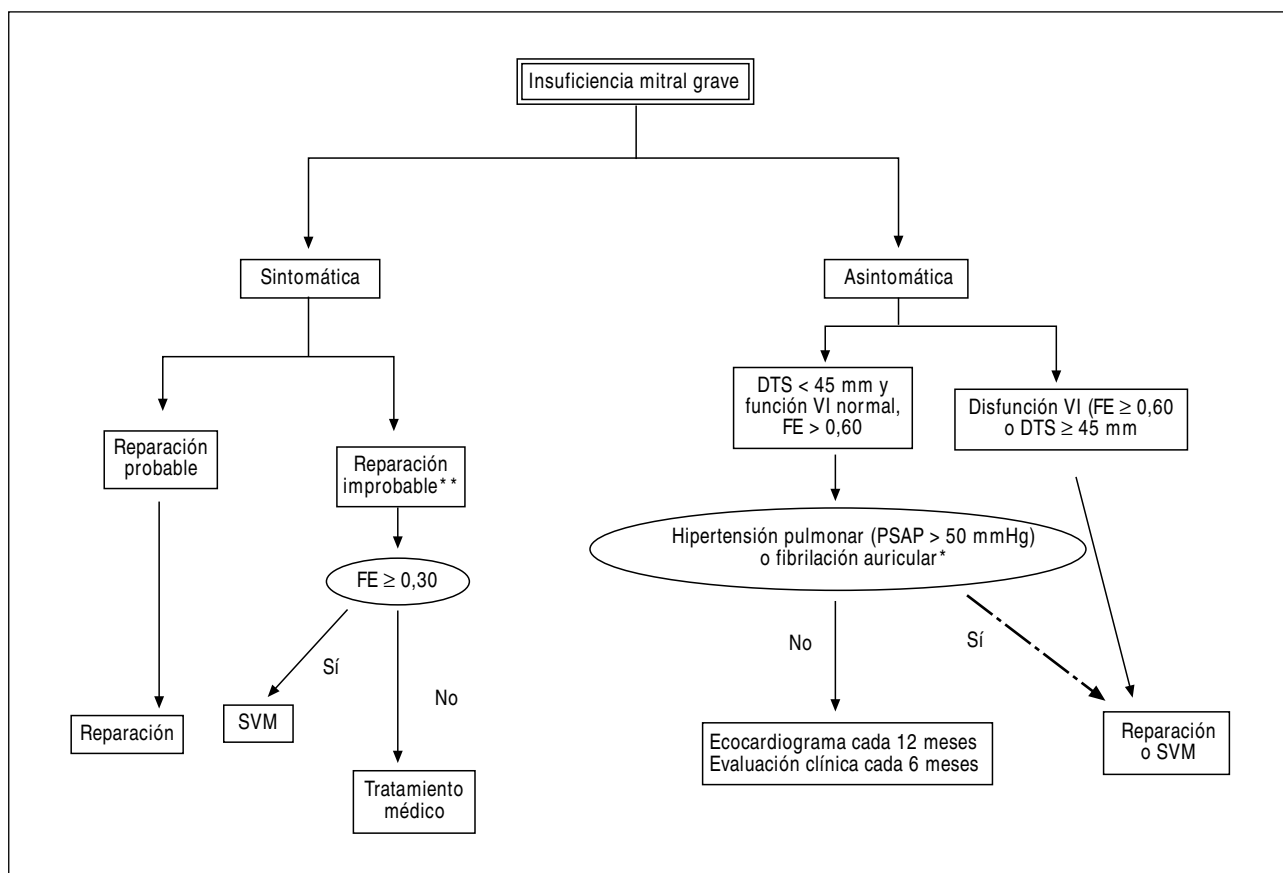 Insuficiencia mitral grave
Sintomática
Asintomática
Reparación
probable
Reparación
improbable**
DTS < 45 mm y
función VI normal,
FE > 0,60
Disfunción VI (FE ≥ 0,60
o DTS ≥ 45 mm
FE ≥ 0,30
Hipertensión pulmonar (PSAP > 50 mmHg)
o fibrilación auricular*
Sí
No
No
Sí
Reparación
SVM
Tratamiento
médico
Ecocardiograma cada 12 meses
Evaluación clínica cada 6 meses
Reparación
o SVM